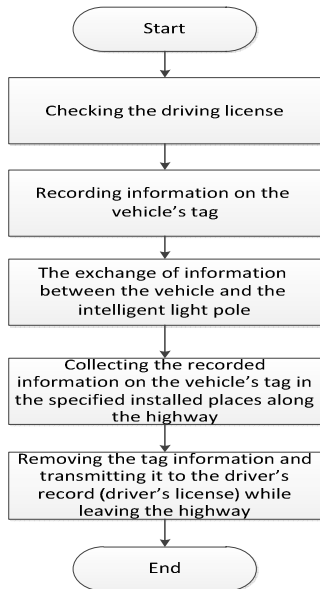 Start
Checking the driving license
Recording information on the
vehicle's tag
The exchange of information
between the vehicle and the
intelligent light pole
Collecting the recorded
information on the vehicle's tag in
the specified installed places along
the highway
Removing the tag information and
transmitting it to the driver's
record (driver's license) while
leaving the highway
End